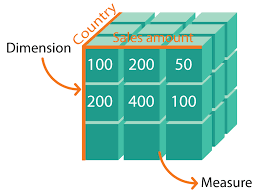 Country
Dimension
Sales amount
100 200 50
200 400 100
Measure